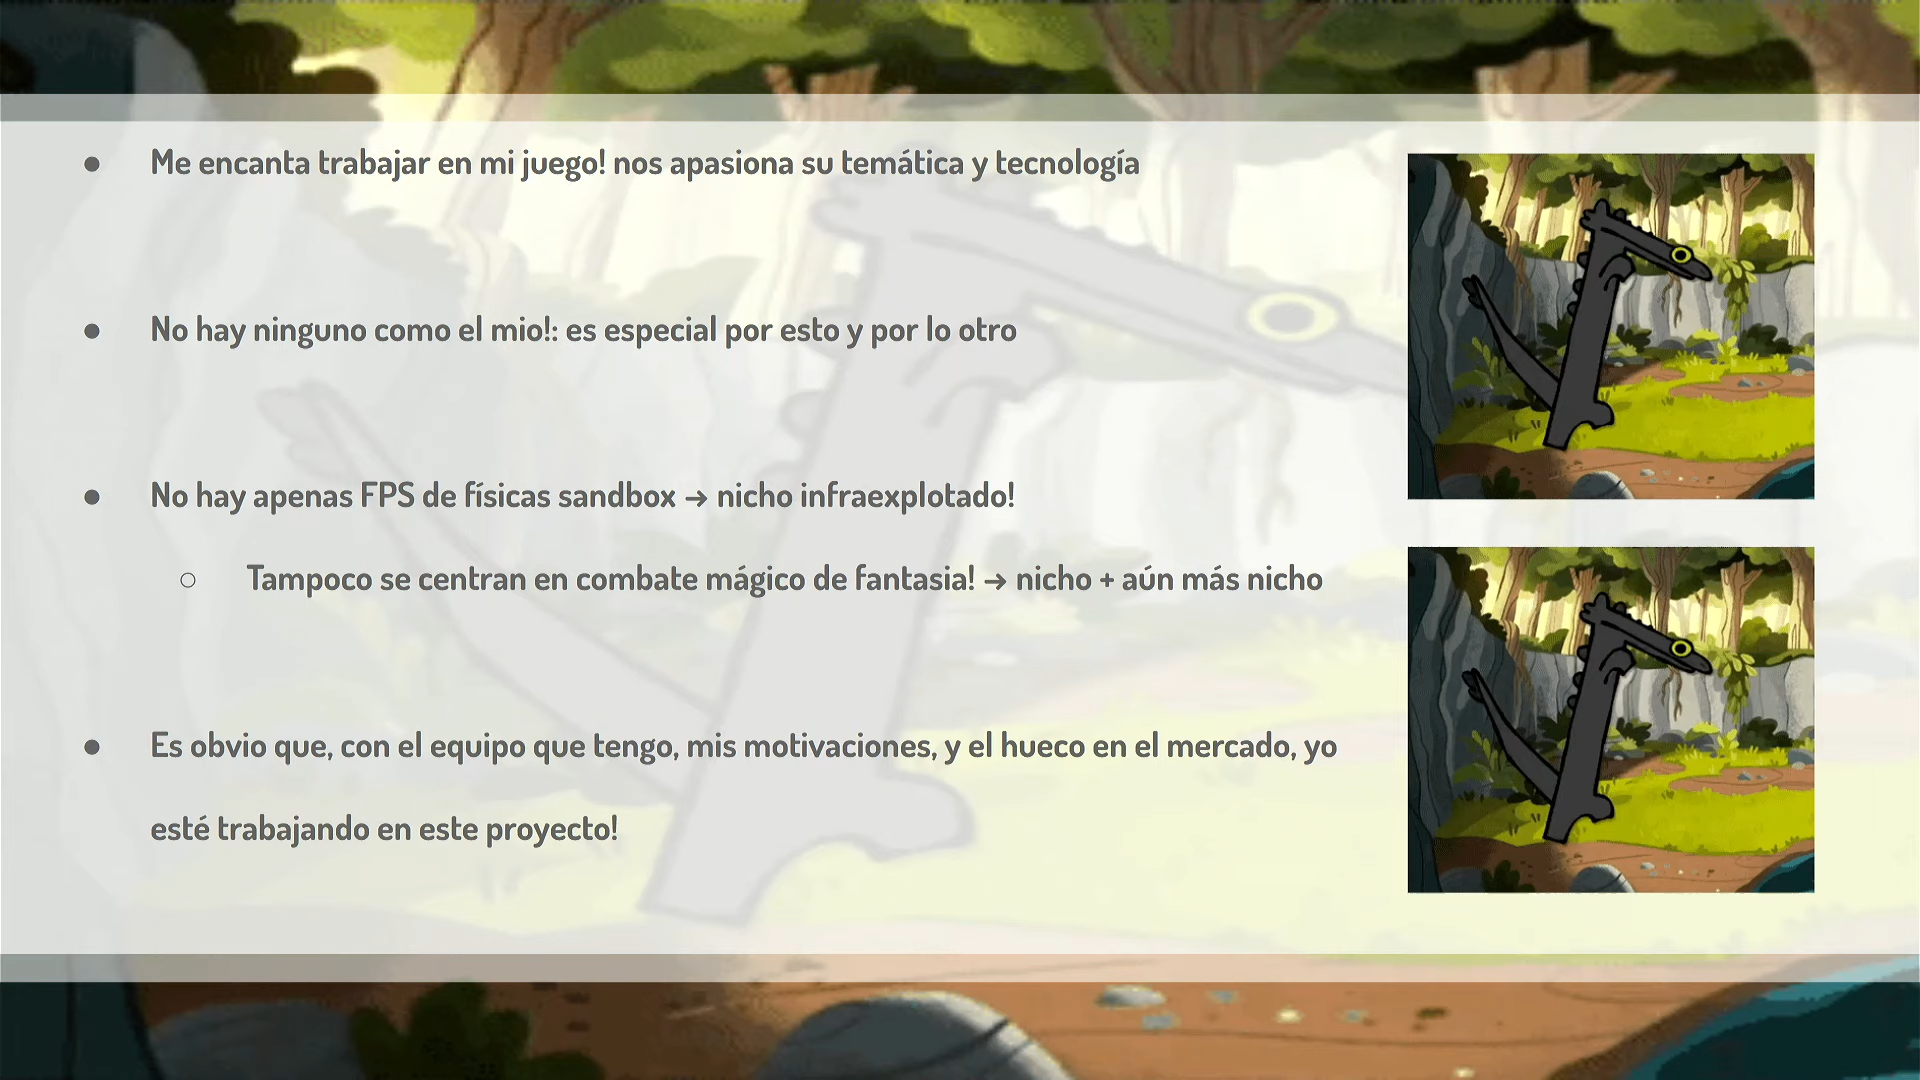 ● Me encanta trabajar en mi juego! nos apasiona su temática y tecnología
● No hay ninguno como el mio!: es especial por esto y por lo otro
● No hay apenas FPS de físicas sandbox → nicho infraexplotado!
○ Tampoco se centran en combate mágico de fantasia! → nicho + aún más nicho
● Es obvio que, con el equipo que tengo, mis motivaciones, y el hueco en el mercado, yo
esté trabajando en este proyecto!